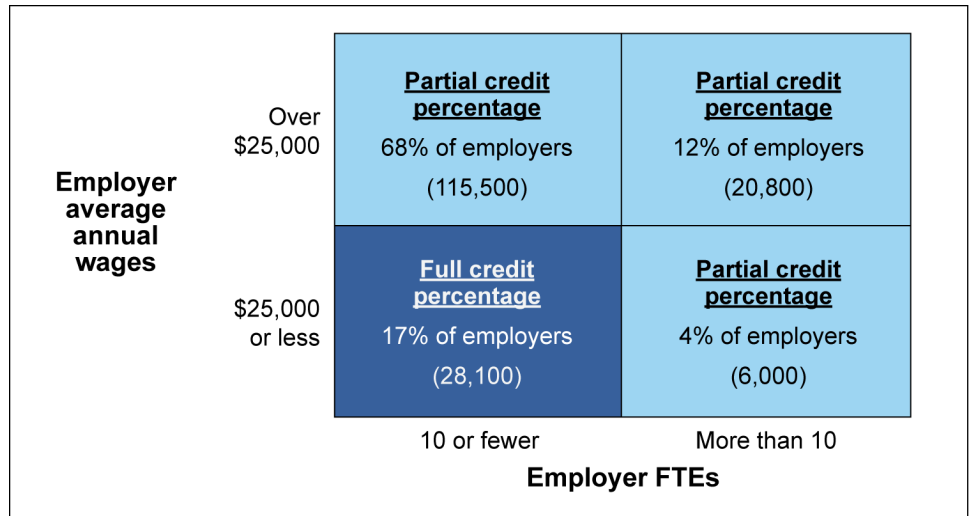 Employer
average
annual
wages
Over
$25,000
Partial credit
percentage
68% of employers
(115,500)
Partial credit
percentage
12% of employers
(20,800)
$25,000
or less
Full credit
percentage
17% of employers
(28,100)
Partial credit
percentage
4% of employers
(6,000)
10 or fewer
More than 10
Employer FTEs